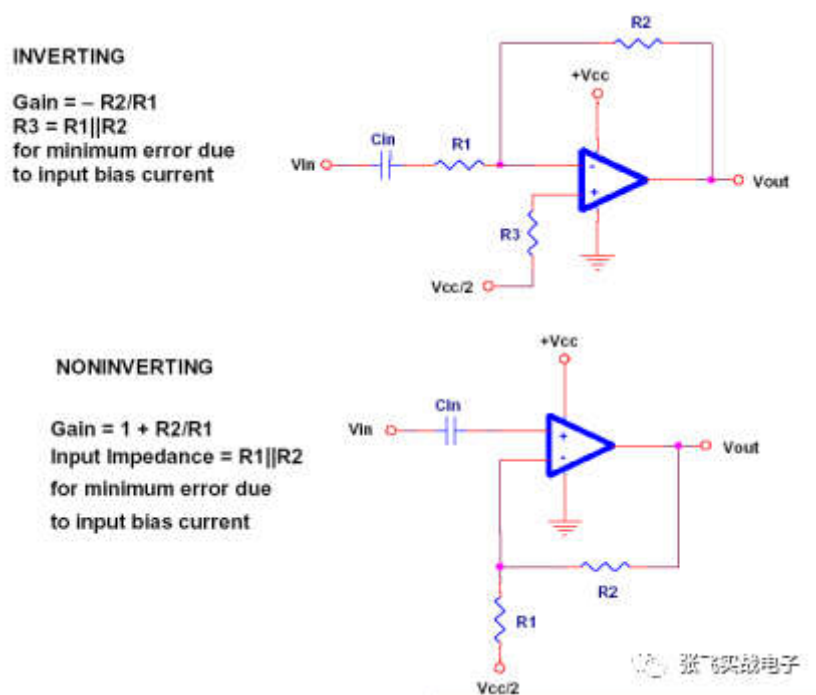 INVERTING
Gain = – R2/R1
R3 = R1||R2
for minimum error due
to input bias current
R2
+Vcc
Cin
R1
Vin
-
+
Vout
R3
Vcc/2
NONINVERTING
Gain = 1 + R2/R1
Input Impedance = R1||R2
for minimum error due
to input bias current
+Vcc
Cin
Vin
+
-
Vout
R2
R1
Vcc/2
张飞实战电子